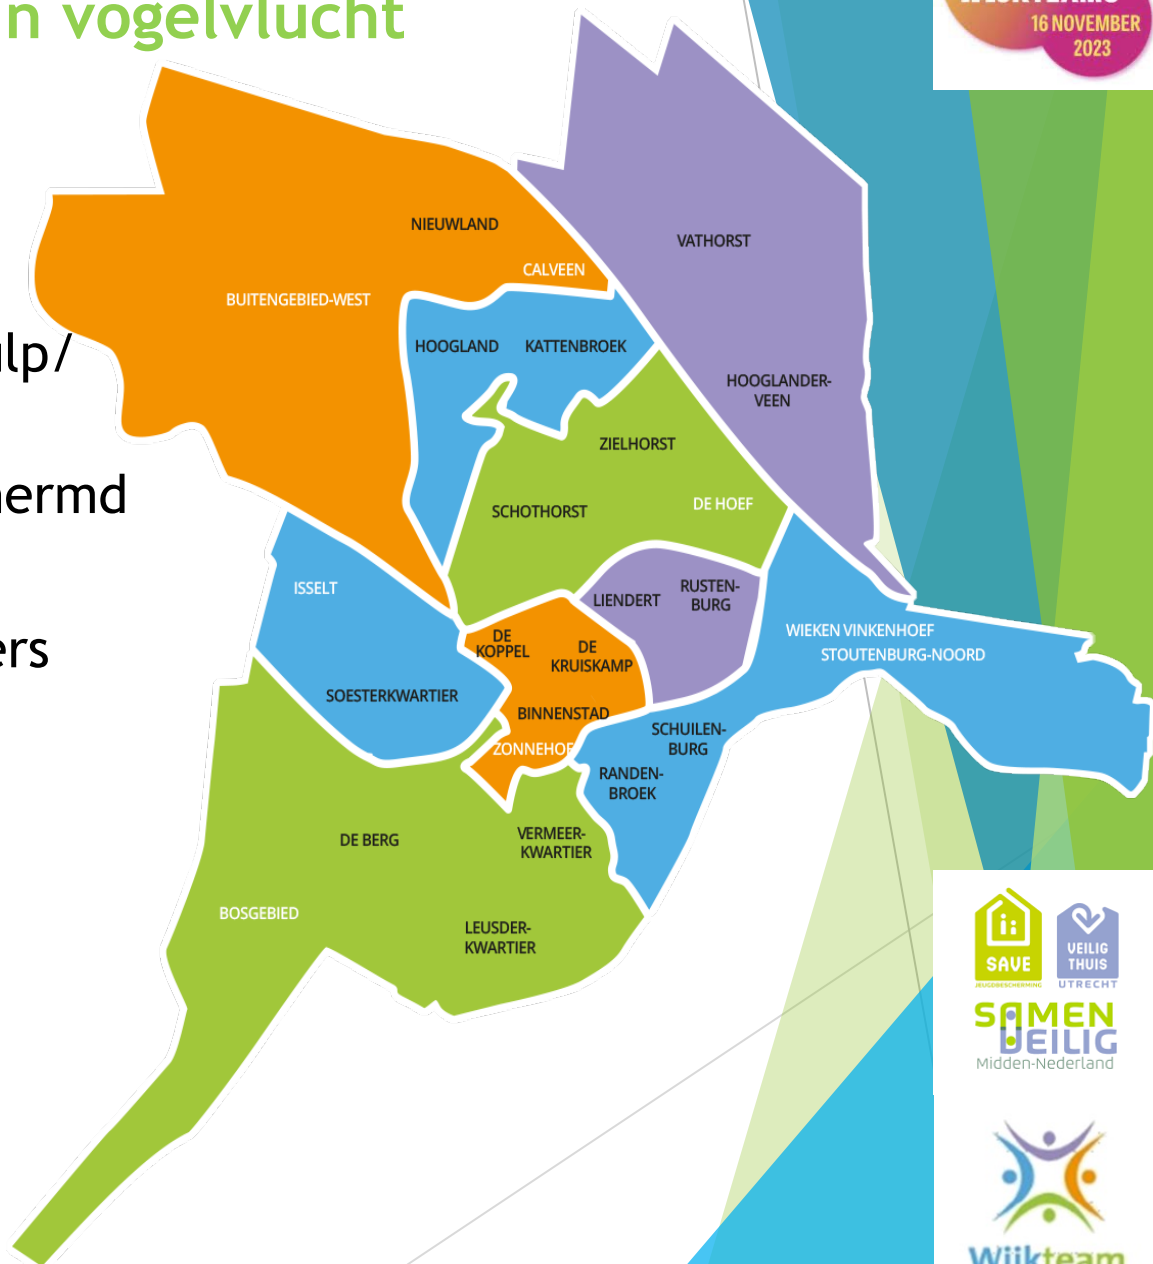 n vogelvlucht
16 NOVEMBER
2023
NIEUWLAND
VATHORST
CALVEEN
BUITENGEBIED-WEST
lp/
HOOGLAND
KATTENBROEK
HOOGLANDER-
VEEN
ZIELHORST
ermd
SCHOTHORST
DE HOEF
ISSELT
LIENDERT
RUSTEN-
BURG
ers
DE
KOPPEL
DE
KRUISKAMP
WIEKEN VINKENHOEF
STOUTENBURG-NOORD
SOESTERKWARTIER
BINNENSTAD
ZONNEHOF
SCHUILEN-
BURG
RANDEN-
BROEK
DE BERG
VERMEER-
KWARTIER
BOSGEBIED
LEUSDER-
KWARTIER
SAVE
JEUGDBESCHERMING
VEILIG
THUIS
UTRECHT
SAMEN
VEILIG
Midden-Nederland
Wijkteam